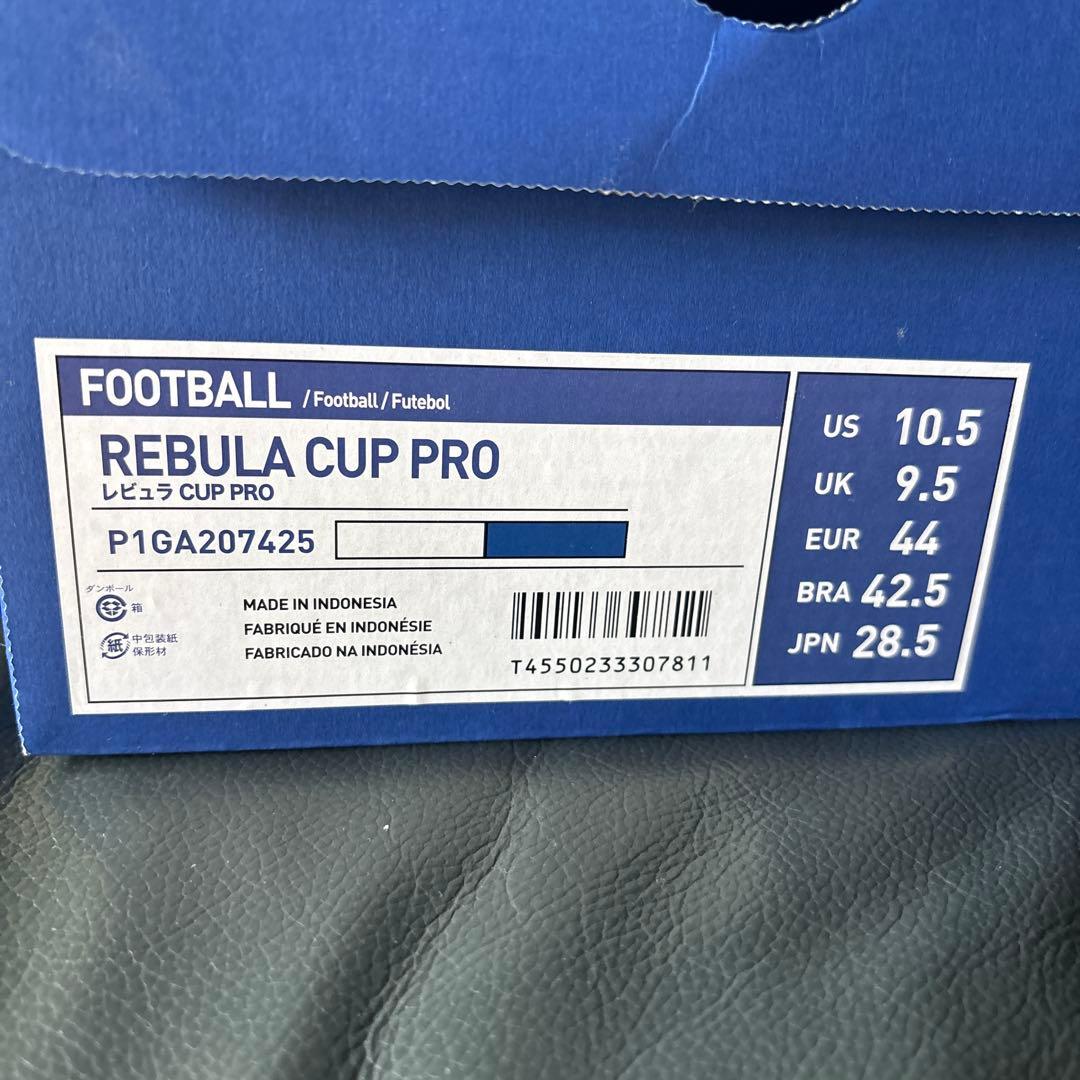 FOOTBALL / Football / Futebol
REBULA CUP PRO
レビュラ CUP PRO
P1GA207425
ダンボール
箱
紙 中包装紙
保形材
MADE IN INDONESIA
FABRIQUÉ EN INDONÉSIE
FABRICADO NA INDONÉSIA
T4550233307811
US 10.5
UK 9.5
EUR 44
BRA 42.5
JPN 28.5